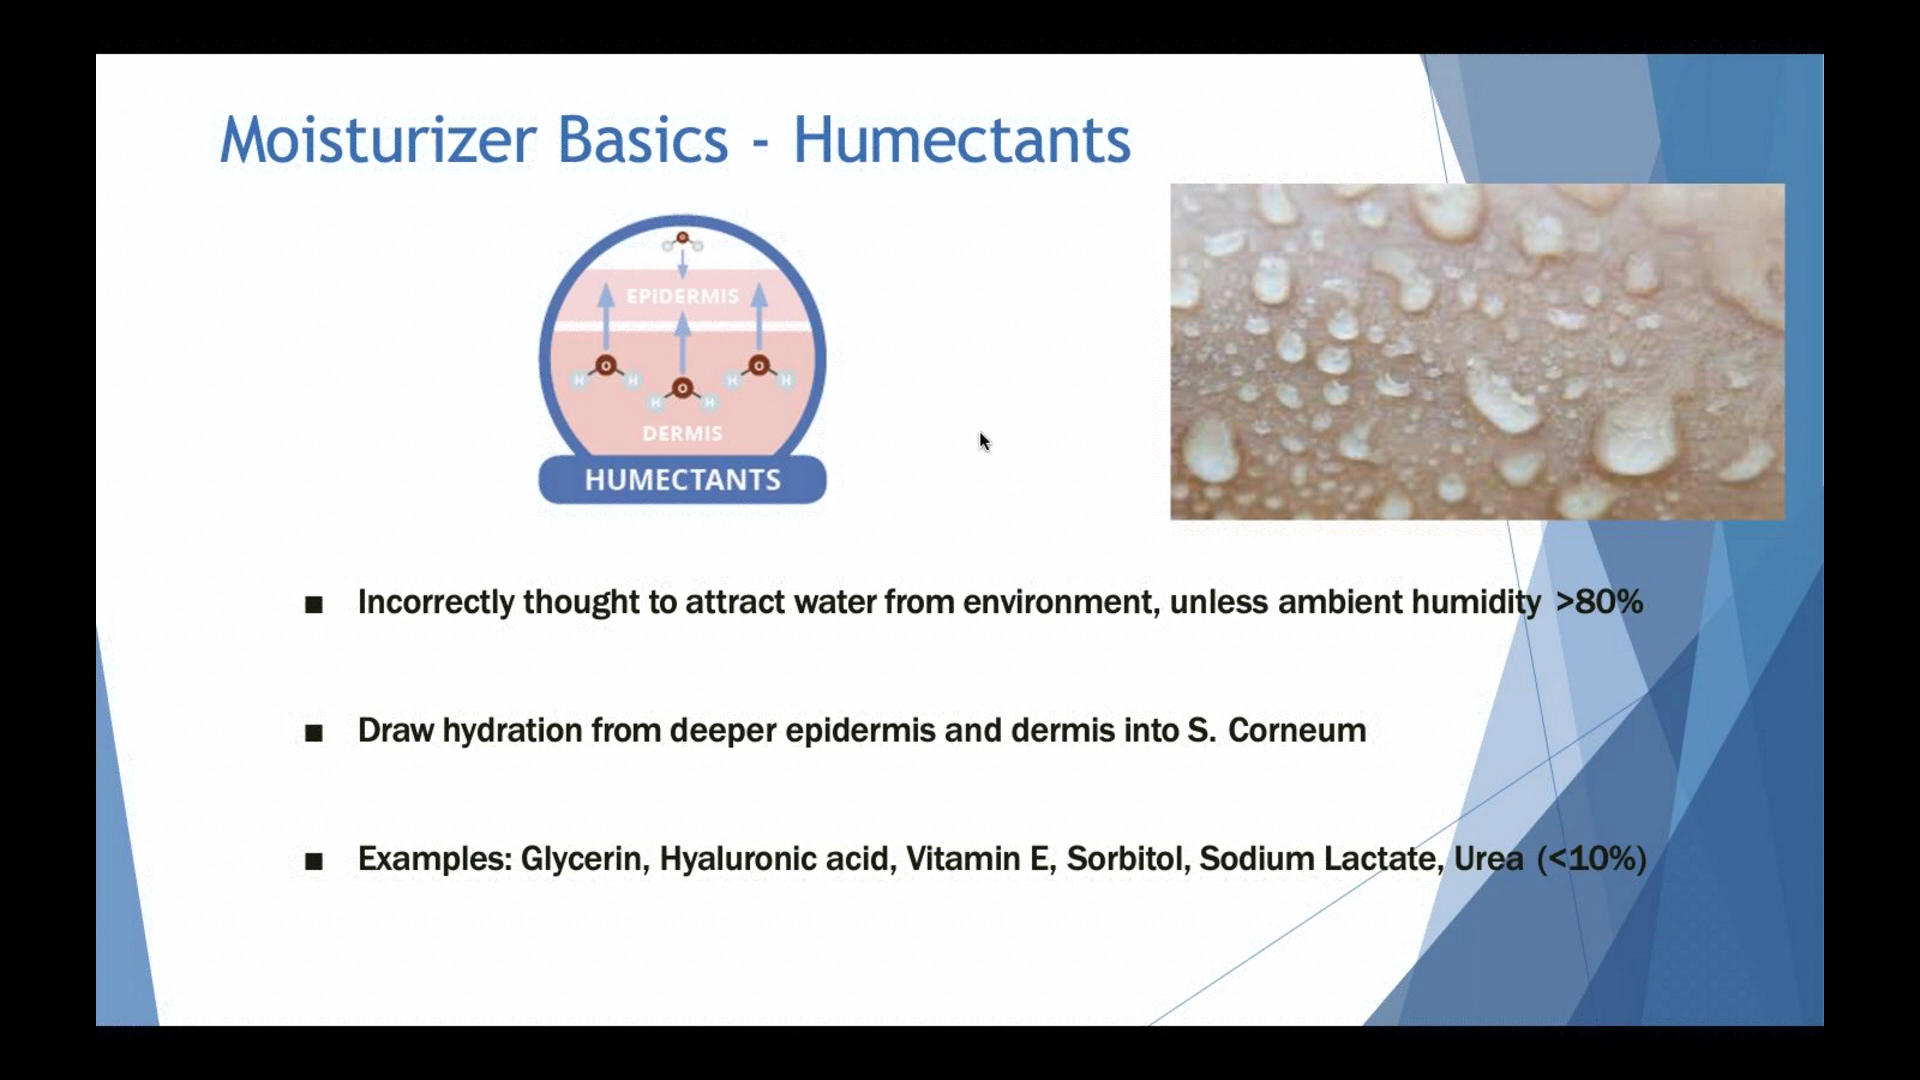 Moisturizer Basics - Humectants
O
H H
EPIDERMIS
O O
H H O H H
H H
DERMIS
HUMECTANTS
■ Incorrectly thought to attract water from environment, unless ambient humidity >80%
■ Draw hydration from deeper epidermis and dermis into S. Corneum
■ Examples: Glycerin, Hyaluronic acid, Vitamin E, Sorbitol, Sodium Lactate, Urea (<10%)